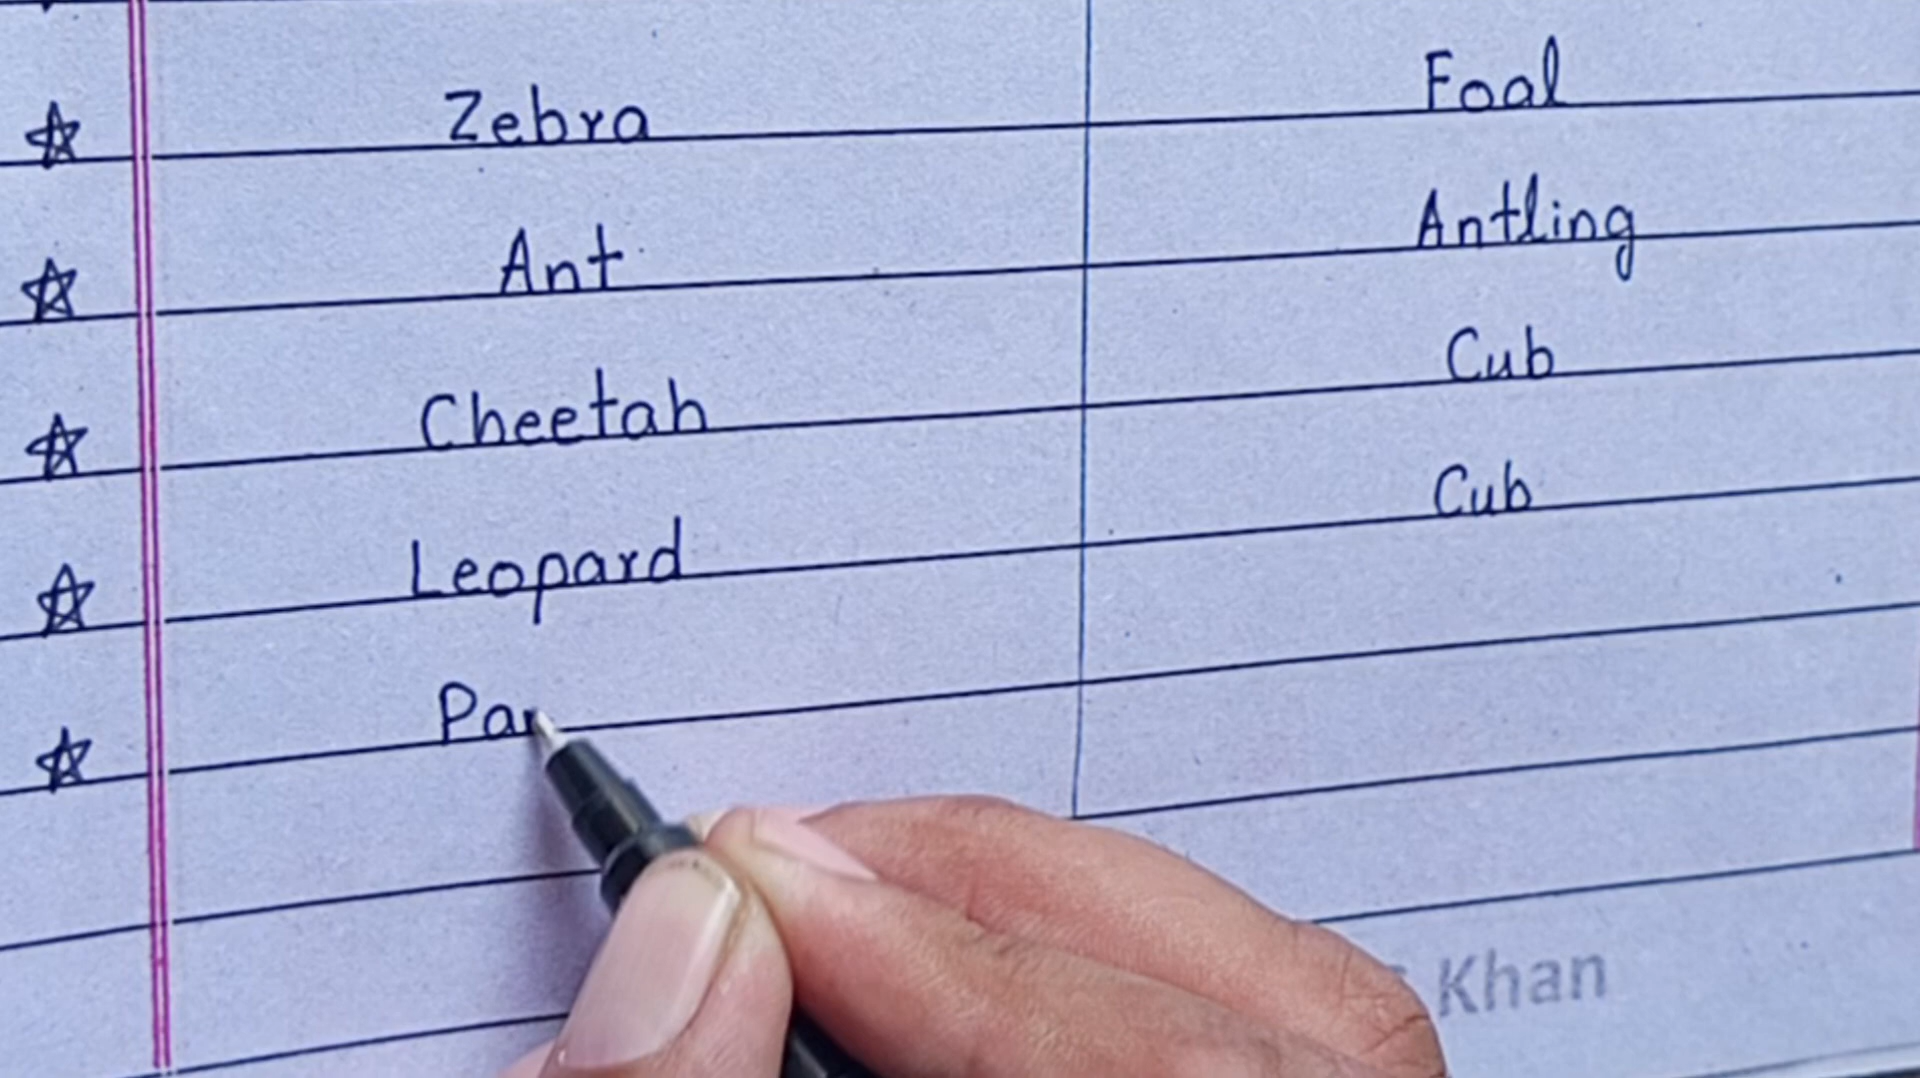 Zebra Foal
Ant Antling
Cheetah Cub
Leopard Cub
Pa
Khan